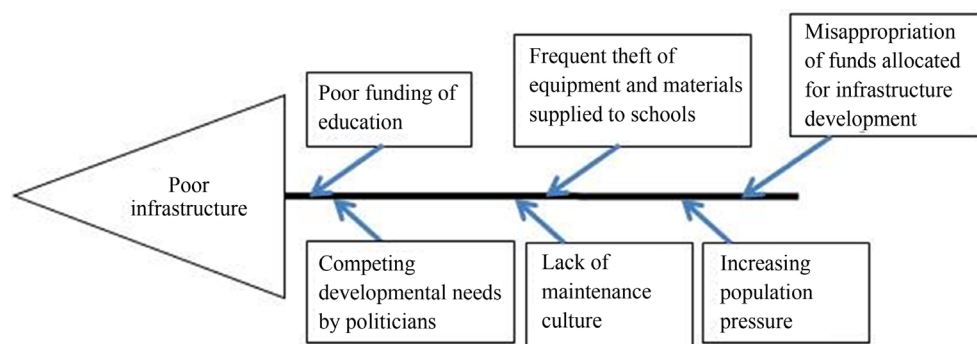 Poor funding of
education
Frequent theft of
equipment and materials
supplied to schools
Misappropriation
of funds allocated
for infrastructure
development
Poor
infrastructure
Competing
developmental needs
by politicians
Lack of
maintenance
culture
Increasing
population
pressure